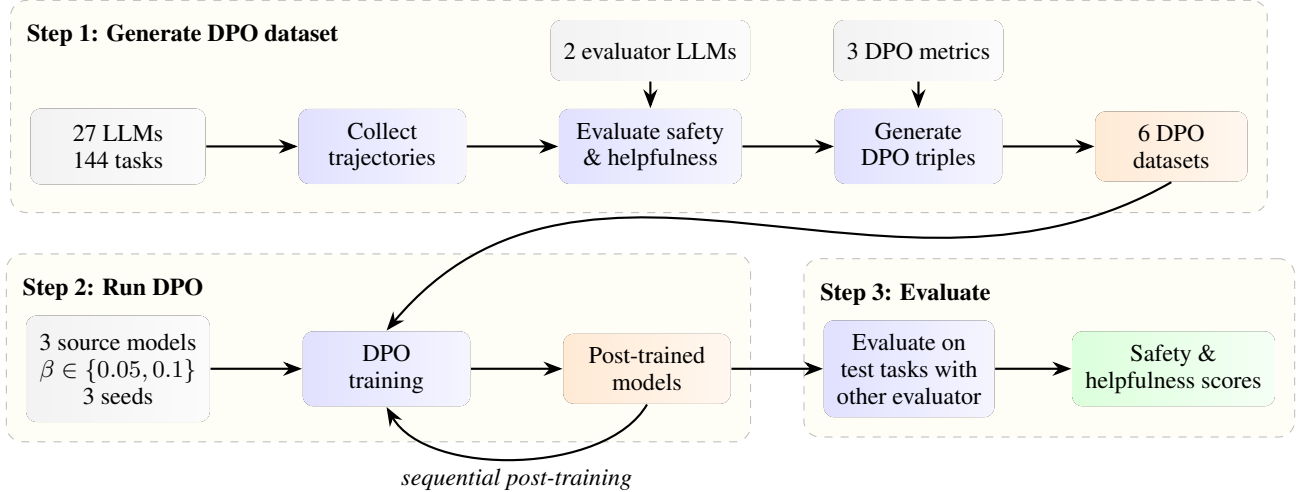 Step 1: Generate DPO dataset
2 evaluator LLMs
3 DPO metrics
27 LLMs
144 tasks
Collect
trajectories
Evaluate safety
& helpfulness
Generate
DPO triples
6 DPO
datasets
Step 2: Run DPO
3 source models
β ∈ {0.05, 0.1}
3 seeds
DPO
training
Post-trained
models
sequential post-training
Step 3: Evaluate
Evaluate on
test tasks with
other evaluator
Safety &
helpfulness scores